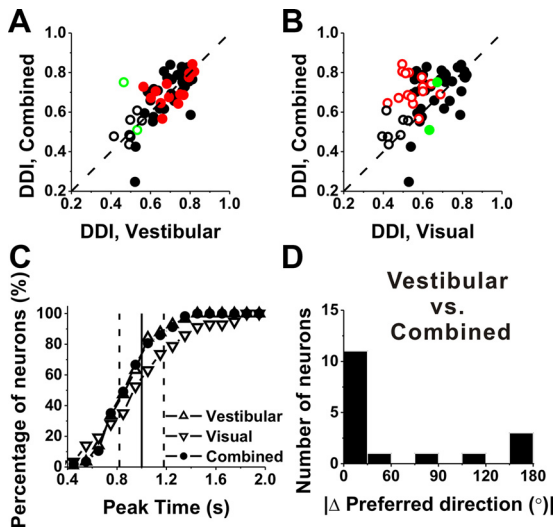 A
B
1.0
0.8
0.6
0.4
0.2
DDI, Combined
0.2 0.4 0.6 0.8 1.0
DDI, Vestibular
1.0
0.8
0.6
0.4
0.2
DDI, Combined
0.2 0.4 0.6 0.8 1.0
DDI, Visual
C
D
Percentage of neurons (%)
100
80
60
40
20
0
Vestibular
Visual
Combined
0.4 0.8 1.2 1.6 2.0
Peak Time (s)
Vestibular
vs.
Combined
Number of neurons
15
10
5
0
0 60 90 120 180
|Δ Preferred direction (°)|